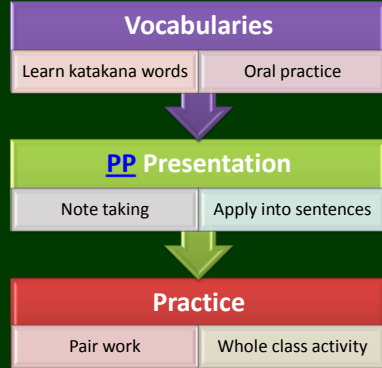 Vocabularies
Learn katakana words Oral practice
PP Presentation
Note taking Apply into sentences
Practice
Pair work Whole class activity